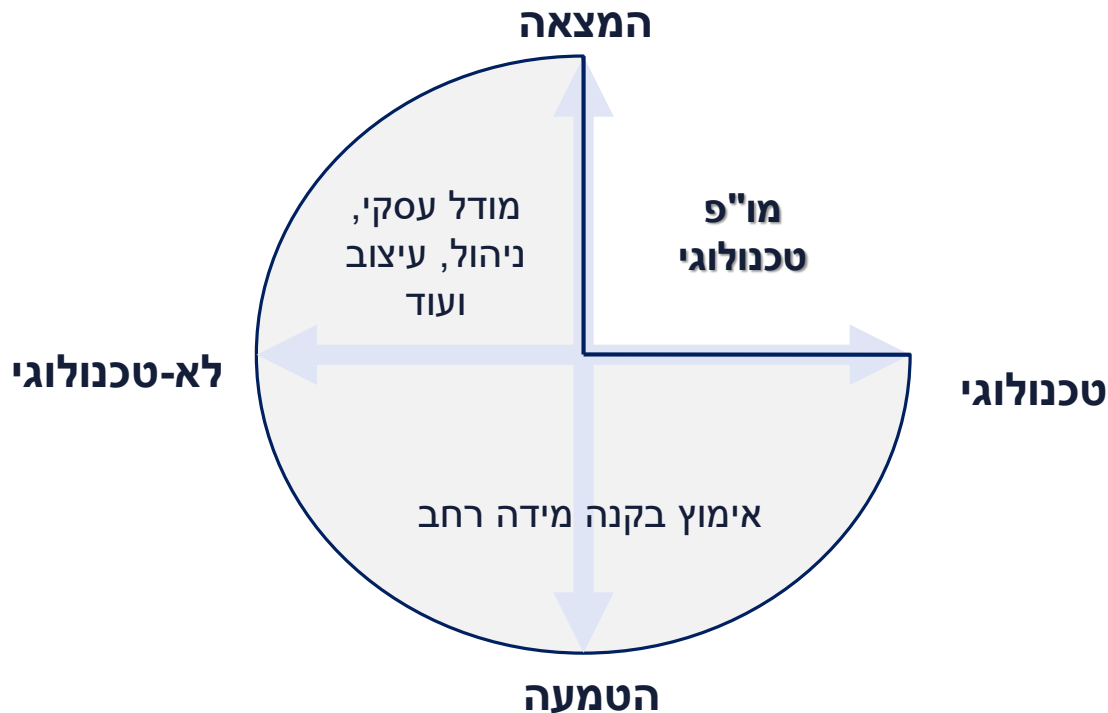 המצאה
מו"פ
טכנולוגי
מודל עסקי,
ניהול, עיצוב
ועוד
טכנולוגי
לא-טכנולוגי
אימוץ בקנה מידה רחב
הטמעה